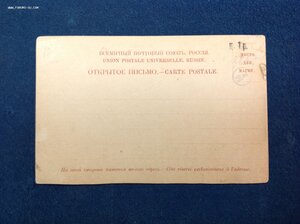 ВСЕМІРНЫЙ ПОЧТОВЫЙ СОЮЗЪ. РОССІЯ.
UNION POSTALE UNIVERSELLE. RUSSIE.
ОТКРЫТОЕ ПИСЬМО.—CARTE POSTALE.
МѢСТО
ДЛЯ
МАРКИ
На этой сторонѣ пишется только адресъ.—Côté réservé exclusivement à l'adresse.